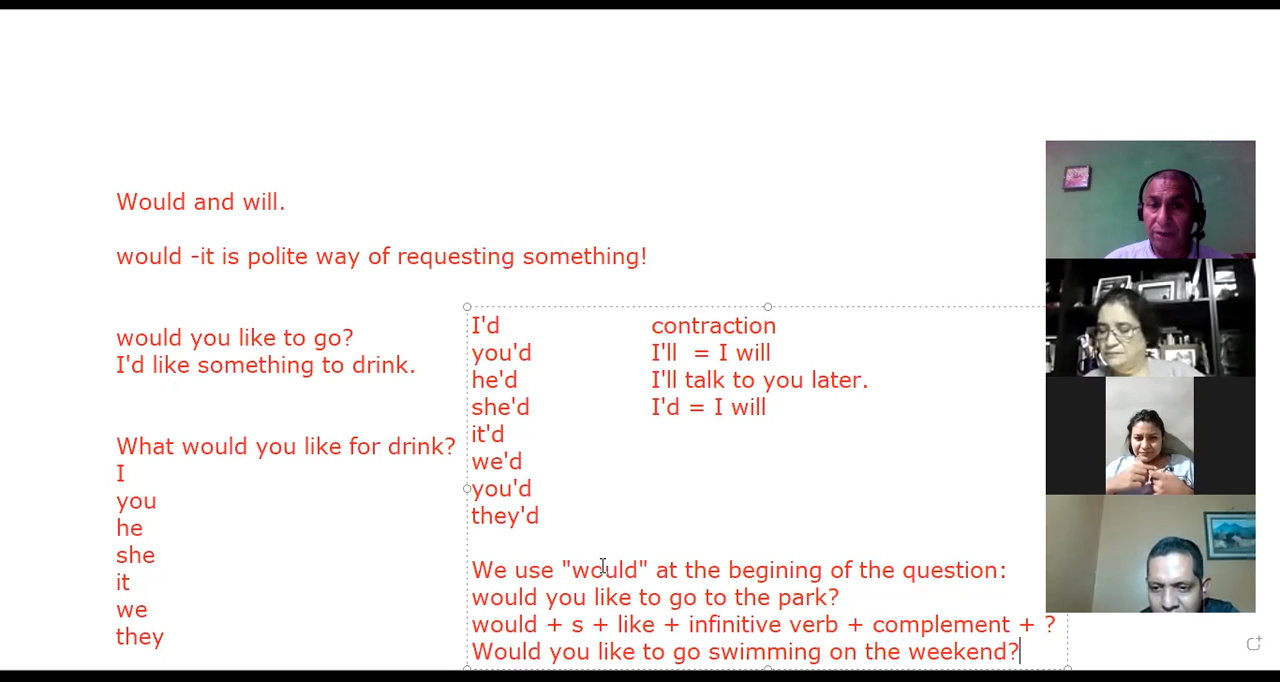 Would and will.
would -it is polite way of requesting something!
would you like to go?
I'd like something to drink.
What would you like for drink?
I
you
he
she
it
we
they
I'd
you'd
he'd
she'd
it'd
we'd
you'd
they'd
contraction
I'll = I will
I'll talk to you later.
I'd = I will
We use "would" at the begining of the question:
would you like to go to the park?
would + s + like + infinitive verb + complement + ?
Would you like to go swimming on the weekend?